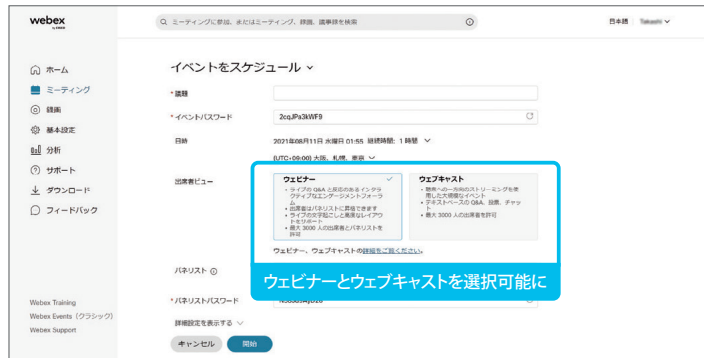 webex
by CISCO
ミーティングに参加、またはミーティング、録画、議事録を検索
日本語
ホーム
ミーティング
録画
基本設定
分析
サポート
ダウンロード
フィードバック
Webex Training
Webex Events（クラシック）
Webex Support
イベントをスケジュール
*議題
*イベントパスワード
2cqJPa3kWF9
日時
2021年08月11日 水曜日 01:55 継続時間: 1 時間
(UTC+09:00) 大阪、札幌、東京
出席者ビュー
ウェビナー
• ライブの Q&A と反応のあるインタラ
クティブなエンゲージメントフォーラ
ム
• 出席者はパネリストに昇格できます
• ライブの文字起こしと高度なレイアウ
トをサポート
• 最大 3000 人の出席者とパネリストを
許可
ウェブキャスト
• 聴衆への一方向のストリーミングを使
用した大規模なイベント
• テキストベースの Q&A、投票、チャッ
ト
• 最大 3000 人の出席者を許可
ウェビナー、ウェブキャストの詳細をご覧ください。
パネリスト
ウェビナーとウェブキャストを選択可能に
*パネリストパスワード
詳細設定を表示する
キャンセル
開始